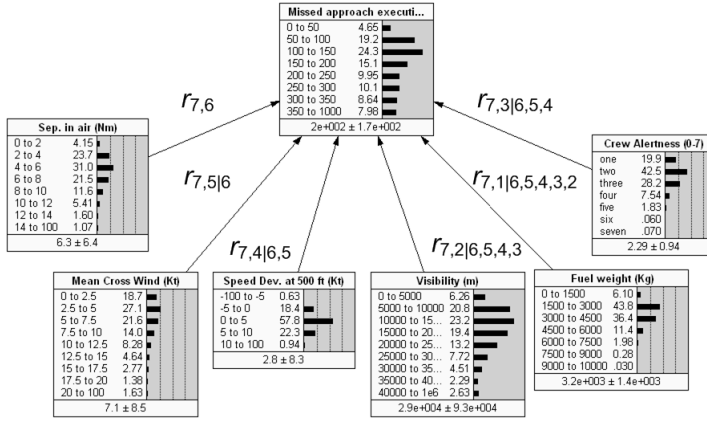 Missed approach executi...
0 to 50 4.65
50 to 100 19.2
100 to 150 24.3
150 to 200 15.1
200 to 250 9.95
250 to 300 10.1
300 to 350 8.64
350 to 1000 7.98
2e+002 ± 1.7e+002
r7,6
r7,3|6,5,4
Sep. in air (Nm)
0 to 2 4.15
2 to 4 23.7
4 to 6 31.0
6 to 8 21.5
8 to 10 11.6
10 to 12 5.41
12 to 14 1.60
14 to 100 1.07
6.3 ± 6.4
r7,5|6
r7,1|6,5,4,3,2
Crew Alertness (0-7)
one 19.9
two 42.5
three 28.2
four 7.54
five 1.83
six .060
seven .070
2.29 ± 0.94
r7,4|6,5
r7,2|6,5,4,3
Mean Cross Wind (Kt)
0 to 2.5 18.7
2.5 to 5 27.1
5 to 7.5 21.6
7.5 to 10 14.0
10 to 12.5 8.28
12.5 to 15 4.64
15 to 17.5 2.77
17.5 to 20 1.38
20 to 100 1.63
7.1 ± 8.5
Speed Dev. at 500 ft (Kt)
-100 to -5 0.63
-5 to 0 18.4
0 to 5 57.8
5 to 10 22.3
10 to 100 0.94
2.8 ± 8.3
Visibility (m)
0 to 5000 6.26
5000 to 10000 20.8
10000 to 15... 23.2
15000 to 20... 19.4
20000 to 25... 13.2
25000 to 30... 7.72
30000 to 35... 4.51
35000 to 40... 2.29
40000 to 1e6 2.63
2.9e+004 ± 9.3e+004
Fuel weight (Kg)
0 to 1500 6.10
1500 to 3000 43.8
3000 to 4500 36.4
4500 to 6000 11.4
6000 to 7500 1.98
7500 to 9000 0.28
9000 to 10000 .030
3.2e+003 ± 1.4e+003